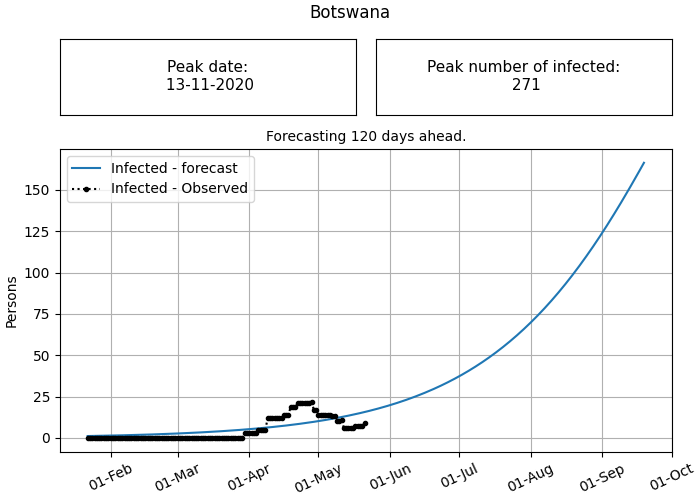 Botswana
Peak date:
13-11-2020
Peak number of infected:
271
Forecasting 120 days ahead.
Infected - forecast
Infected - Observed
Persons
150
125
100
75
50
25
0
01-Feb
01-Mar
01-Apr
01-May
01-Jun
01-Jul
01-Aug
01-Sep
01-Oct